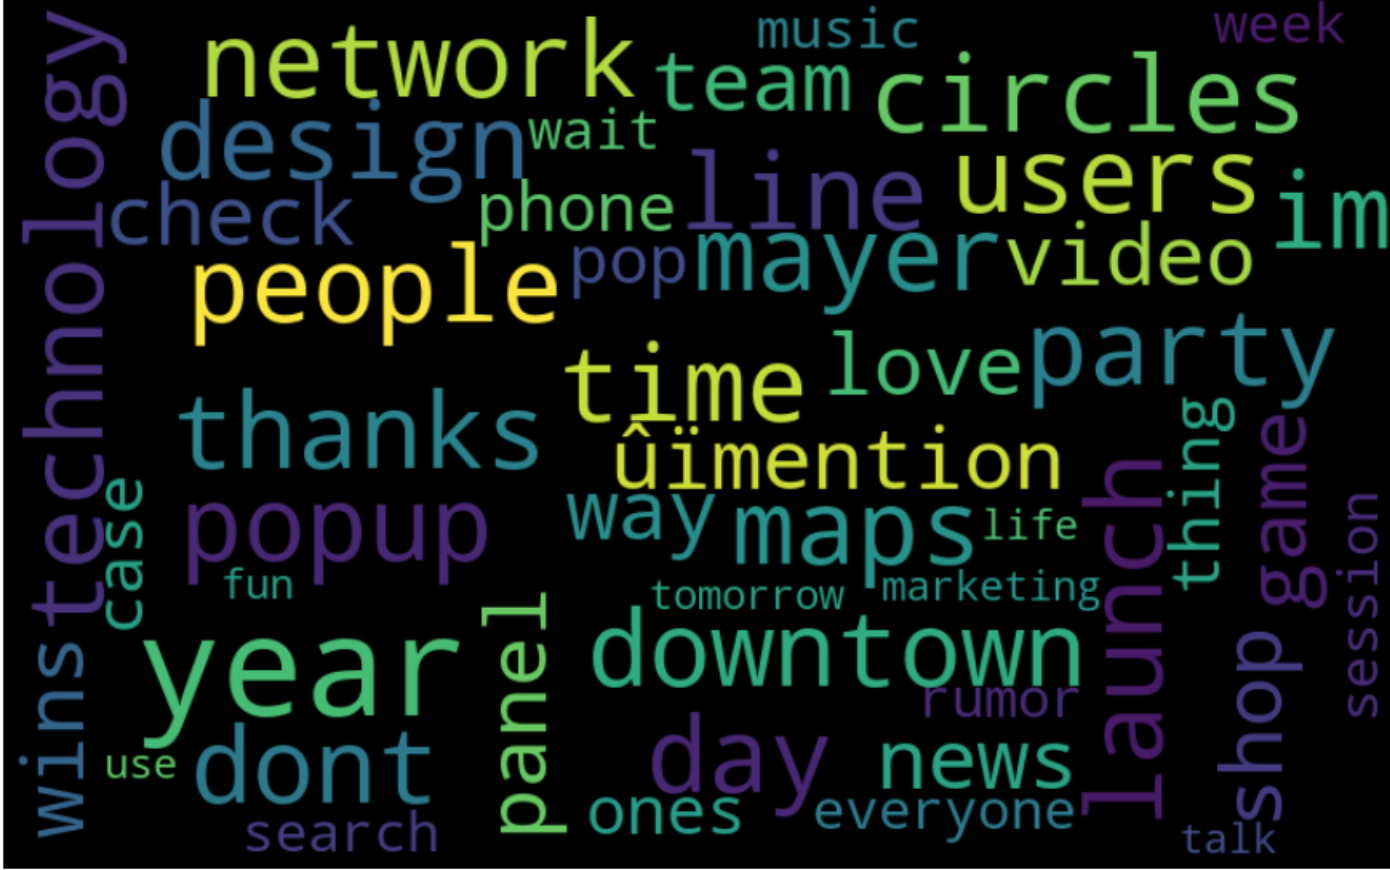 technology
network
music
week
team
circles
design
wait
line
users
im
check
phone
people
pop
mayer
video
time
love
party
thanks
ûïmention
thing
game
case
popup
way
maps
life
launch
session
fun
tomorrow
marketing
year
panel
downtown
shop
wins
rumor
use
dont
day
news
search
ones
everyone
talk